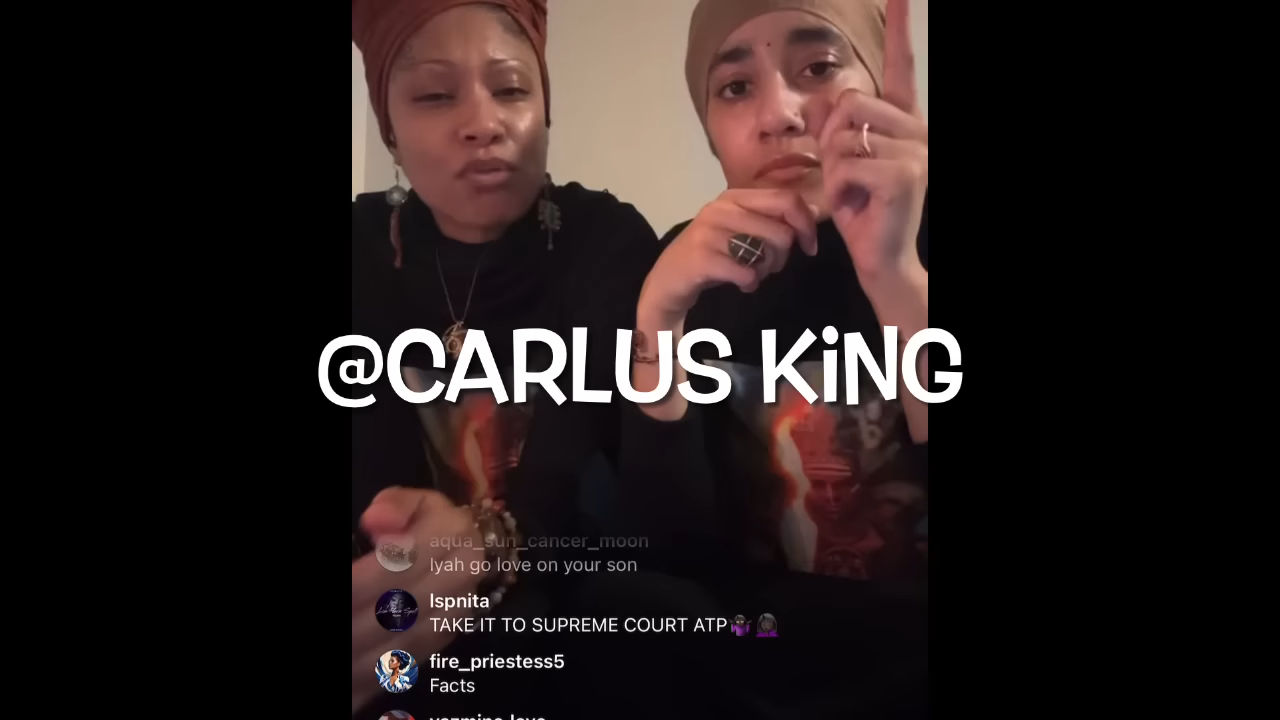 @CARLUS KiNG
aqua_sun_cancer_moon
Iyah go love on your son
lspnita
TAKE IT TO SUPREME COURT ATP🤷🏿‍♀️🤦🏿‍♀️
fire_priestess5
Facts